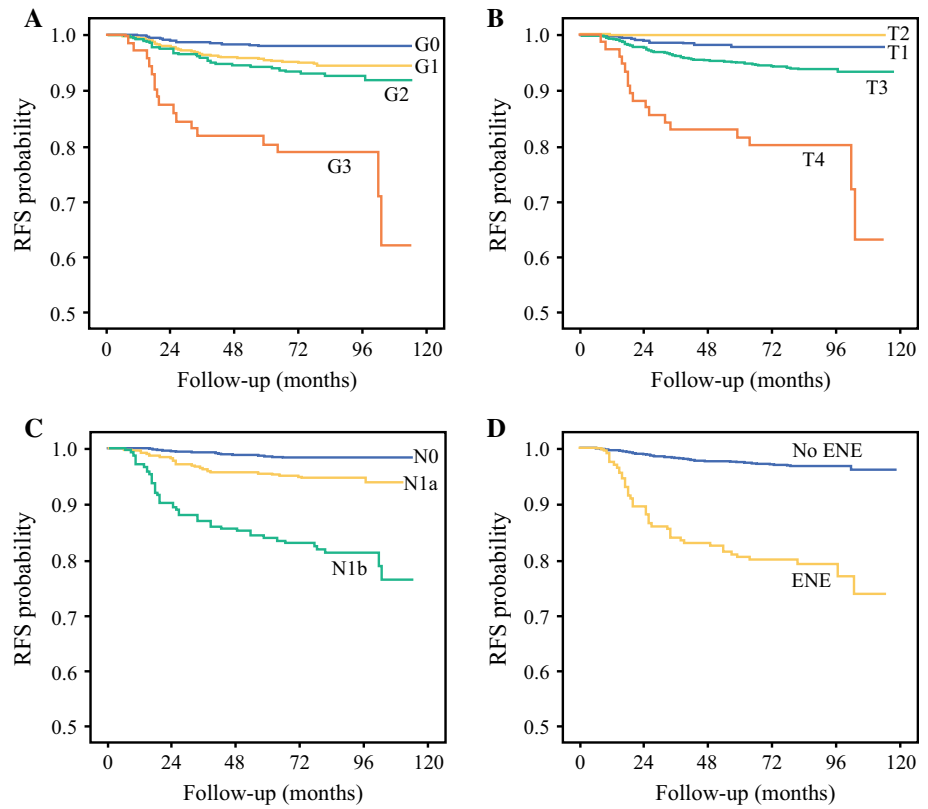 A
RFS probability
1.0
0.9
0.8
0.7
0.6
0.5
G0
G1
G2
G3
0 24 48 72 96 120
Follow-up (months)
B
RFS probability
1.0
0.9
0.8
0.7
0.6
0.5
T2
T1
T3
T4
0 24 48 72 96 120
Follow-up (months)
C
RFS probability
1.0
0.9
0.8
0.7
0.6
0.5
N0
N1a
N1b
0 24 48 72 96 120
Follow-up (months)
D
RFS probability
1.0
0.9
0.8
0.7
0.6
0.5
No ENE
ENE
0 24 48 72 96 120
Follow-up (months)